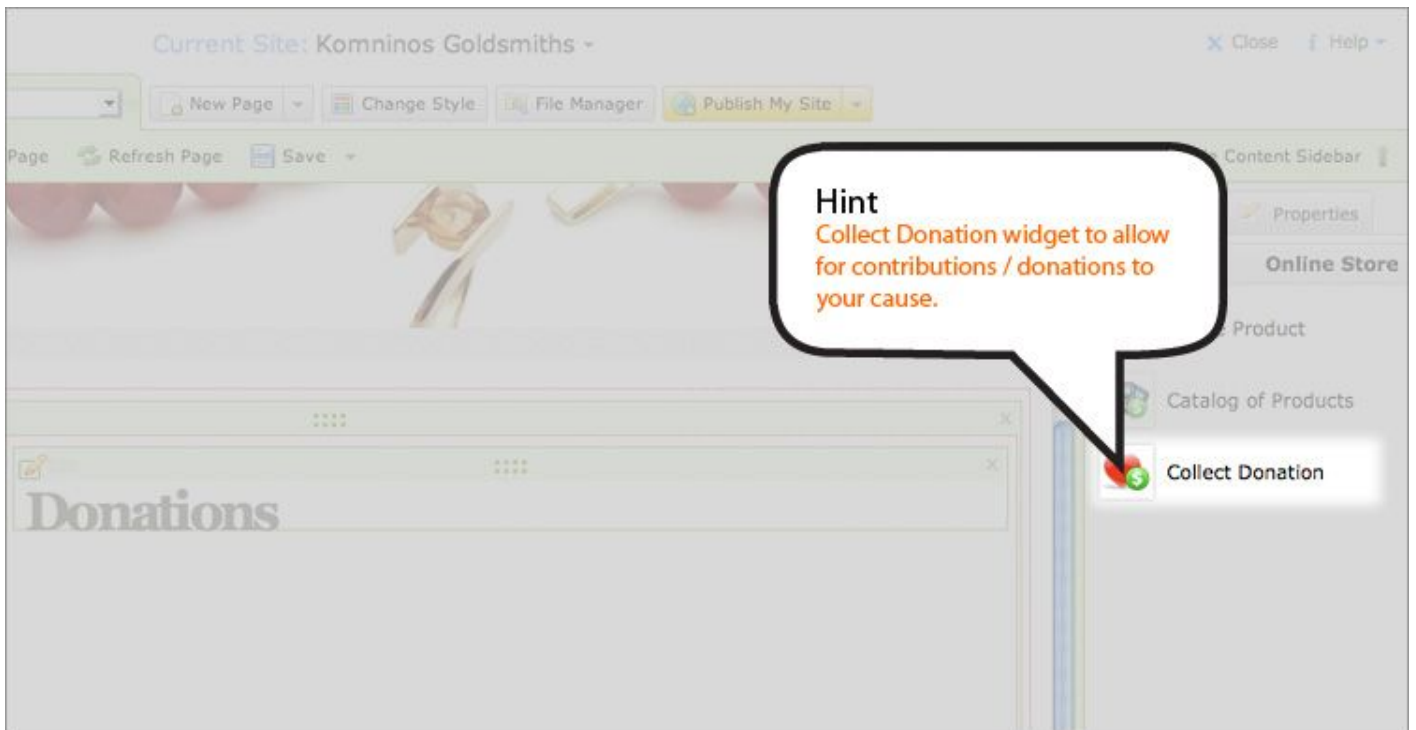 Current Site: Komninos Goldsmiths
Close Help
New Page Change Style File Manager Publish My Site
Page Refresh Page Save Content Sidebar
Hint
Collect Donation widget to allow
for contributions / donations to
your cause.
Properties
Online Store
Product
Catalog of Products
Collect Donation
Donations